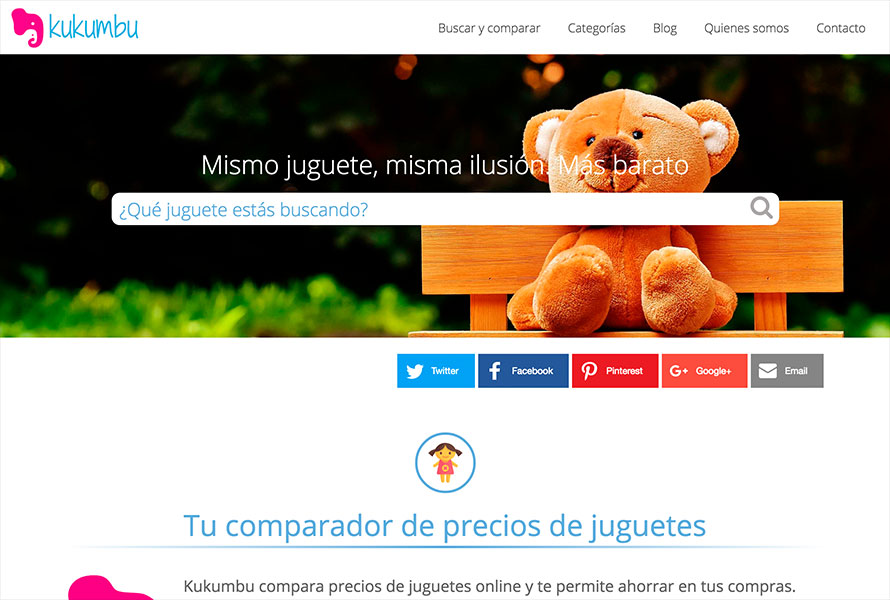 kukumbu
Buscar y comparar
Categorías
Blog
Quienes somos
Contacto
Mismo juguete, misma ilusión. Más barato
¿Qué juguete estás buscando?
Twitter
Facebook
Pinterest
G+ Google+
Email
Tu comparador de precios de juguetes
Kukumbu compara precios de juguetes online y te permite ahorrar en tus compras.